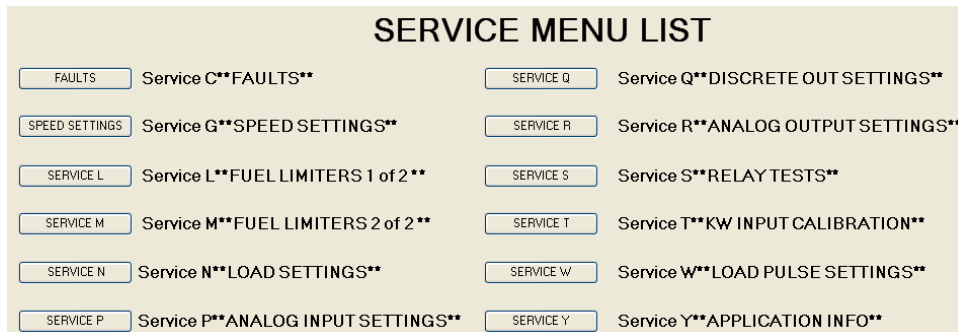 SERVICE MENU LIST
FAULTS Service C**FAULTS** SERVICE Q Service Q**DISCRETE OUT SETTINGS**
SPEED SETTINGS Service G**SPEED SETTINGS** SERVICE R Service R**ANALOG OUTPUT SETTINGS**
SERVICE L Service L**FUEL LIMITERS 1 of 2 ** SERVICE S Service S**RELAY TESTS**
SERVICE M Service M**FUEL LIMITERS 2 of 2 ** SERVICE T Service T**KW INPUT CALIBRATION**
SERVICE N Service N**LOAD SETTINGS** SERVICE W Service W**LOAD PULSE SETTINGS**
SERVICE P Service P**ANALOG INPUT SETTINGS** SERVICE Y Service Y**APPLICATION INFO**